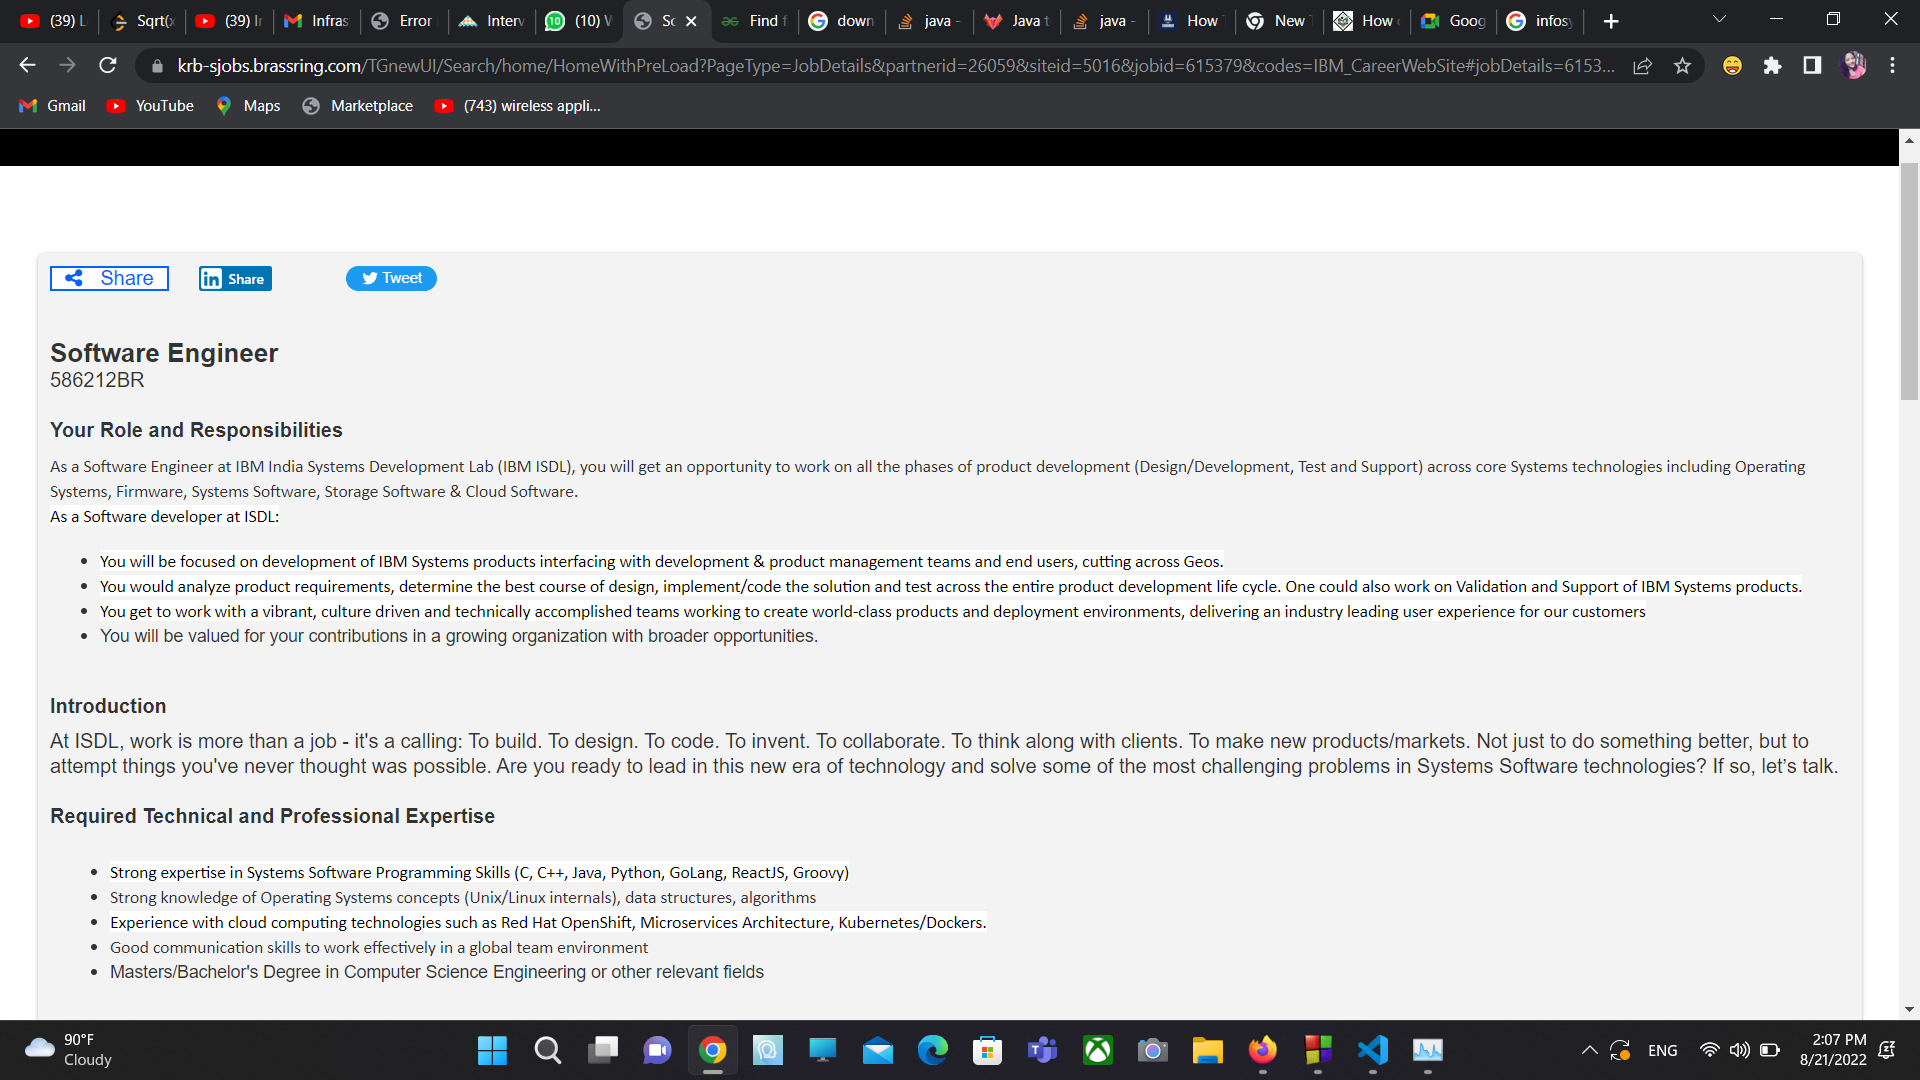 (39) L
Sqrt(x
(39) I
Infras
Error
Interv
(10) W
Sc
Find f
down
java -
Java t
java -
How
New
How
Goog
infosy
krb-sjobs.brassring.com/TGnewUI/Search/home/HomeWithPreLoad?PageType=JobDetails&partnerid=26059&siteid=5016&jobid=615379&codes=IBM_CareerWebSite#jobDetails=6153...
Gmail YouTube Maps Marketplace (743) wireless appli...
Share in Share Tweet
Software Engineer
586212BR
Your Role and Responsibilities
As a Software Engineer at IBM India Systems Development Lab (IBM ISDL), you will get an opportunity to work on all the phases of product development (Design/Development, Test and Support) across core Systems technologies including Operating
Systems, Firmware, Systems Software, Storage Software & Cloud Software.
As a Software developer at ISDL:
• You will be focused on development of IBM Systems products interfacing with development & product management teams and end users, cutting across Geos.
• You would analyze product requirements, determine the best course of design, implement/code the solution and test across the entire product development life cycle. One could also work on Validation and Support of IBM Systems products.
• You get to work with a vibrant, culture driven and technically accomplished teams working to create world-class products and deployment environments, delivering an industry leading user experience for our customers
• You will be valued for your contributions in a growing organization with broader opportunities.
Introduction
At ISDL, work is more than a job - it's a calling: To build. To design. To code. To invent. To collaborate. To think along with clients. To make new products/markets. Not just to do something better, but to
attempt things you've never thought was possible. Are you ready to lead in this new era of technology and solve some of the most challenging problems in Systems Software technologies? If so, let’s talk.
Required Technical and Professional Expertise
• Strong expertise in Systems Software Programming Skills (C, C++, Java, Python, GoLang, ReactJS, Groovy)
• Strong knowledge of Operating Systems concepts (Unix/Linux internals), data structures, algorithms
• Experience with cloud computing technologies such as Red Hat OpenShift, Microservices Architecture, Kubernetes/Dockers.
• Good communication skills to work effectively in a global team environment
• Masters/Bachelor's Degree in Computer Science Engineering or other relevant fields
90°F
Cloudy
ENG
2:07 PM
8/21/2022